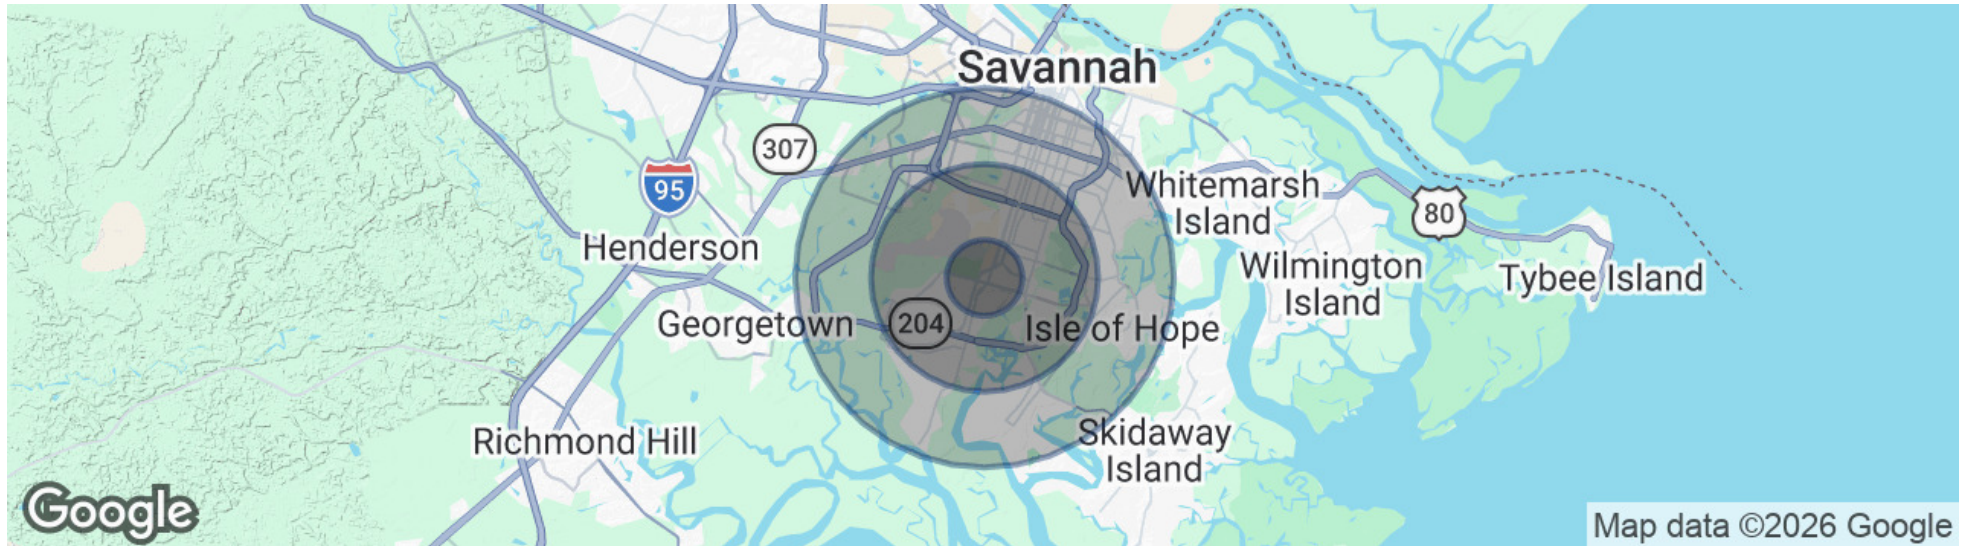 Savannah
307
95
Whitemarsh
Island
80
Henderson
Wilmington
Island
Tybee Island
Georgetown
204
Isle of Hope
Richmond Hill
Skidaway
Island
Google
Map data ©2026 Google